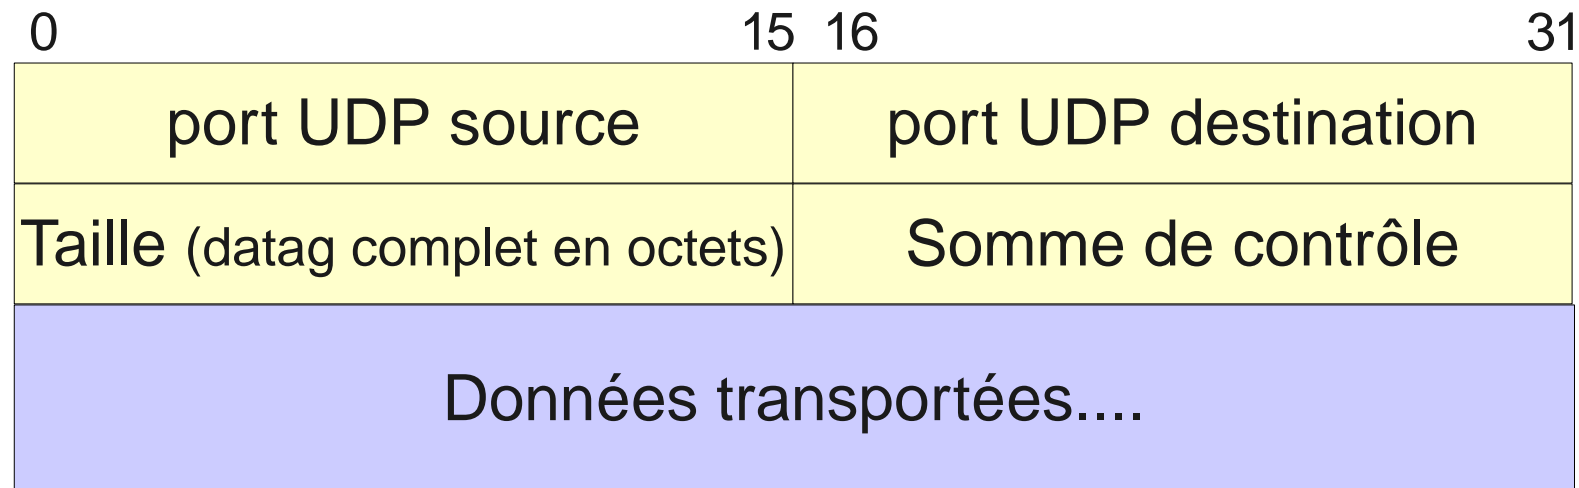 0 15 16 31
port UDP source port UDP destination
Taille (datag complet en octets) Somme de contrôle
Données transportées....